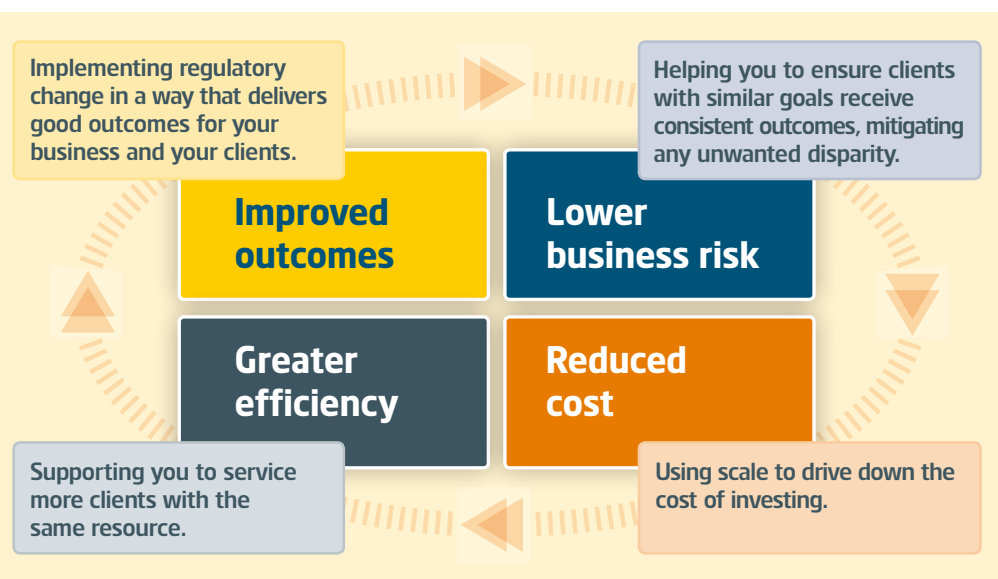 Implementing regulatory
change in a way that delivers
good outcomes for your
business and your clients.
Helping you to ensure clients
with similar goals receive
consistent outcomes, mitigating
any unwanted disparity.
Improved
outcomes
Lower
business risk
Greater
efficiency
Reduced
cost
Supporting you to service
more clients with the
same resource.
Using scale to drive down the
cost of investing.